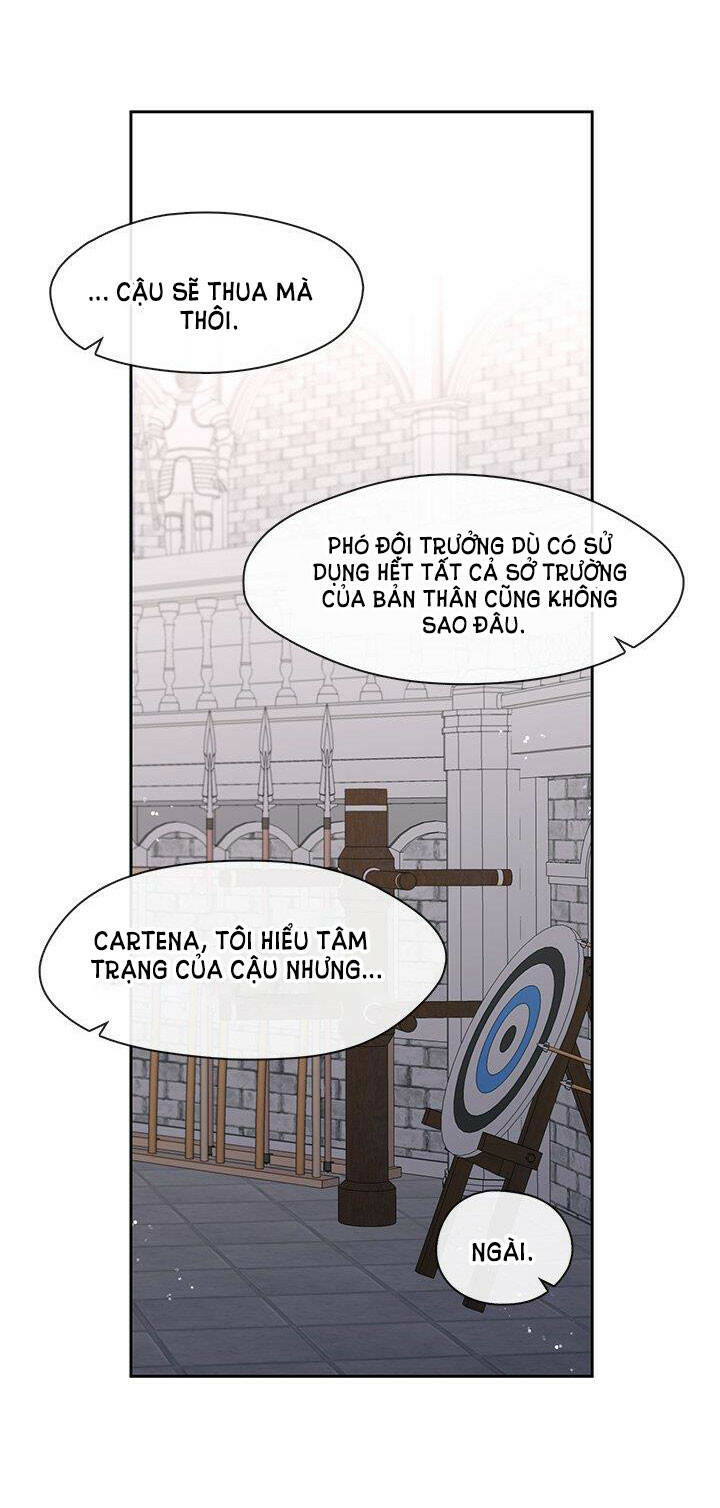 ... CẬU SẼ THUA MÀ
THÔI.
PHÓ ĐỘI TRƯỞNG DÙ CÓ SỬ
DỤNG HẾT TẤT CẢ SỞ TRƯỜNG
CỦA BẢN THÂN CŨNG KHÔNG
SAO ĐÂU.
CARTENA, TÔI HIỂU TÂM
TRẠNG CỦA CẬU NHƯNG...
NGÀI.